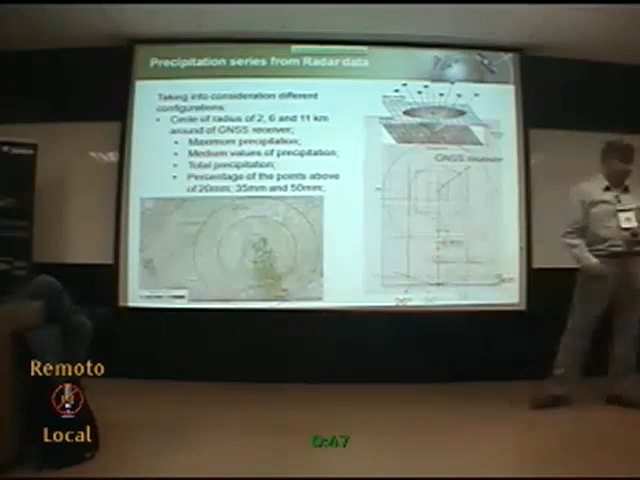 Precipitation series from Radar data
Taking into consideration different
configurations:
• Circle of radius of 2, 6 and 11 km
around of GNSS receiver;
• Maximum precipitation;
• Medium values of precipitation;
• Total precipitation;
• Percentage of the points above
of 20mm; 35mm and 50mm;
GNSS receiver
Remoto
Local
0:47